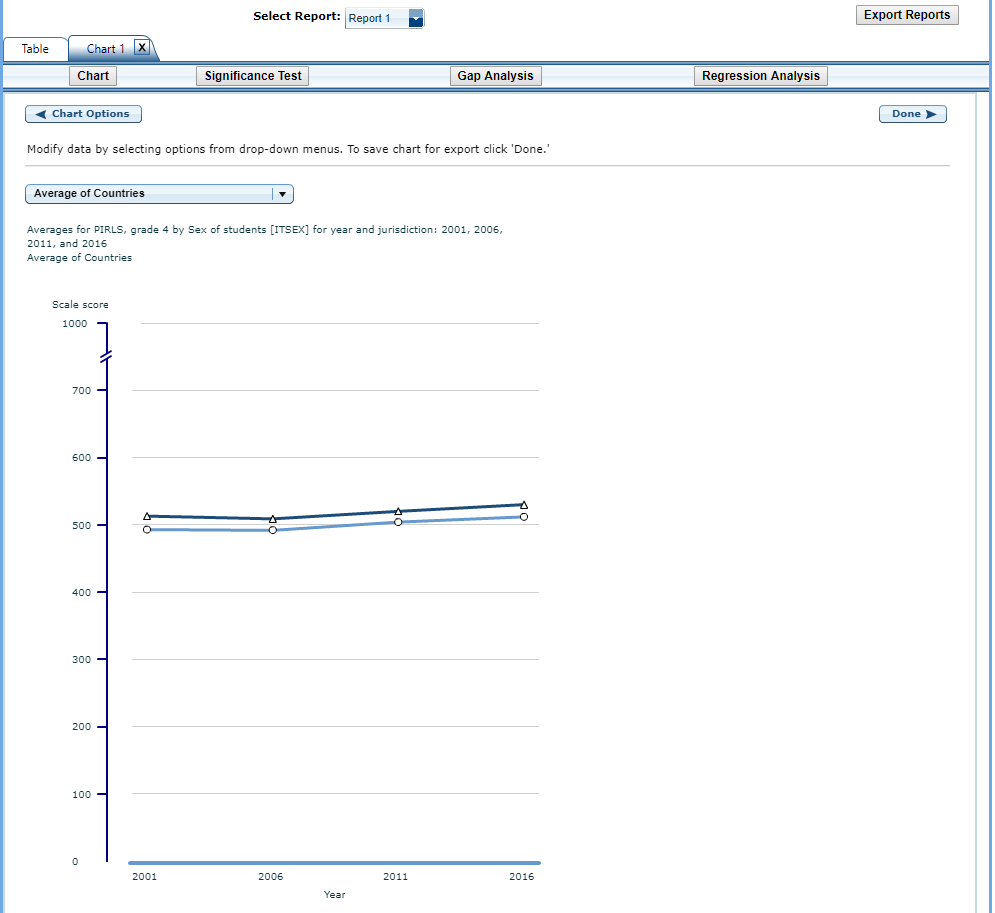 Select Report: Report 1
Export Reports
Table
Chart 1 X
Chart
Significance Test
Gap Analysis
Regression Analysis
Chart Options
Done
Modify data by selecting options from drop-down menus. To save chart for export click 'Done.'
Average of Countries
Averages for PIRLS, grade 4 by Sex of students [ITSEX] for year and jurisdiction: 2001, 2006,
2011, and 2016
Average of Countries
Scale score
1000
700
600
500
400
300
200
100
0
2001 2006 2011 2016
Year